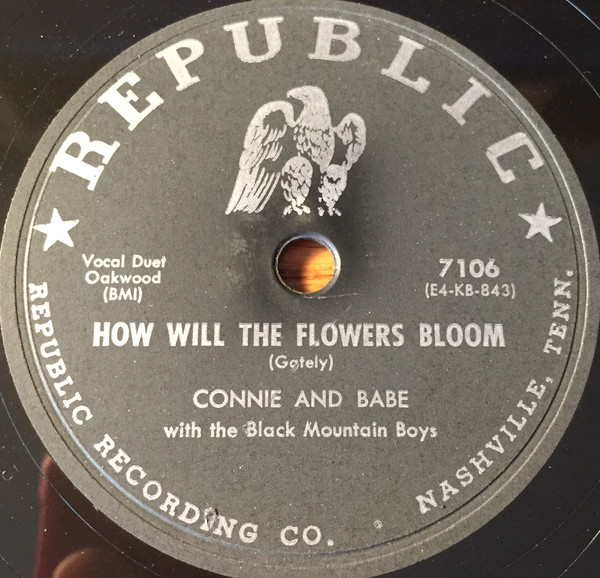 REPUBLIC
Vocal Duet
Oakwood
(BMI)
7106
(E4-KB-843)
HOW WILL THE FLOWERS BLOOM
(Gately)
CONNIE AND BABE
with the Black Mountain Boys
REPUBLIC RECORDING CO.
NASHVILLE, TENN.